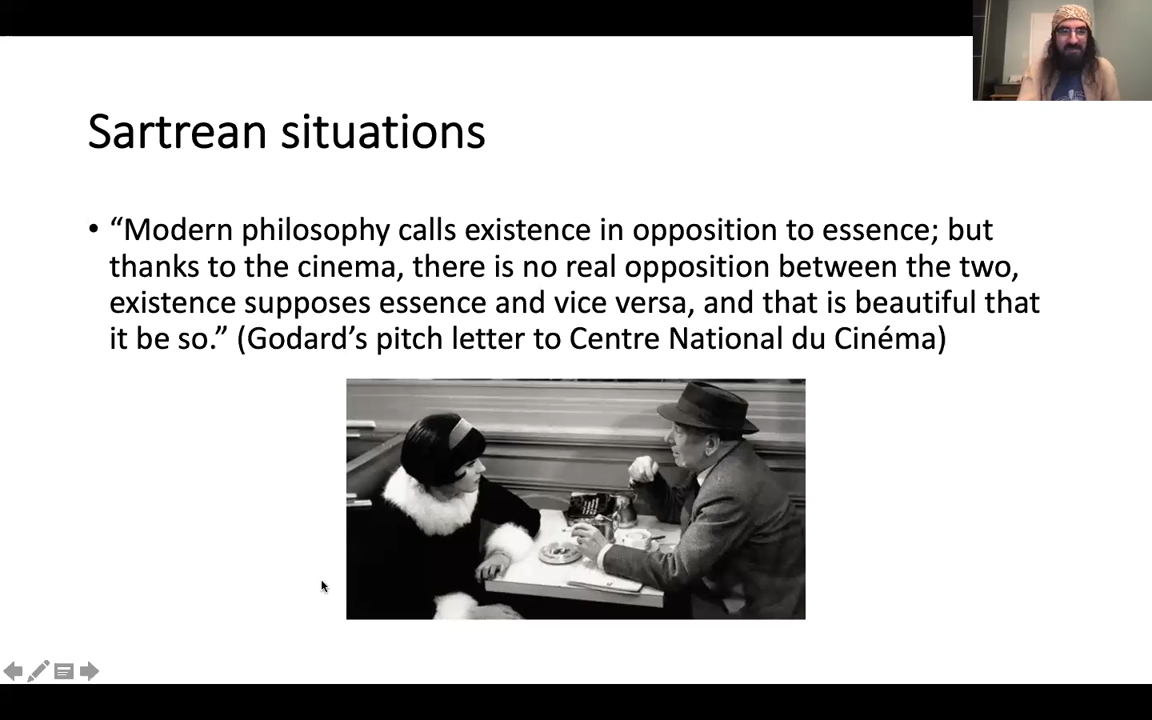 Sartrean situations
• “Modern philosophy calls existence in opposition to essence; but
thanks to the cinema, there is no real opposition between the two,
existence supposes essence and vice versa, and that is beautiful that
it be so.” (Godard’s pitch letter to Centre National du Cinéma)